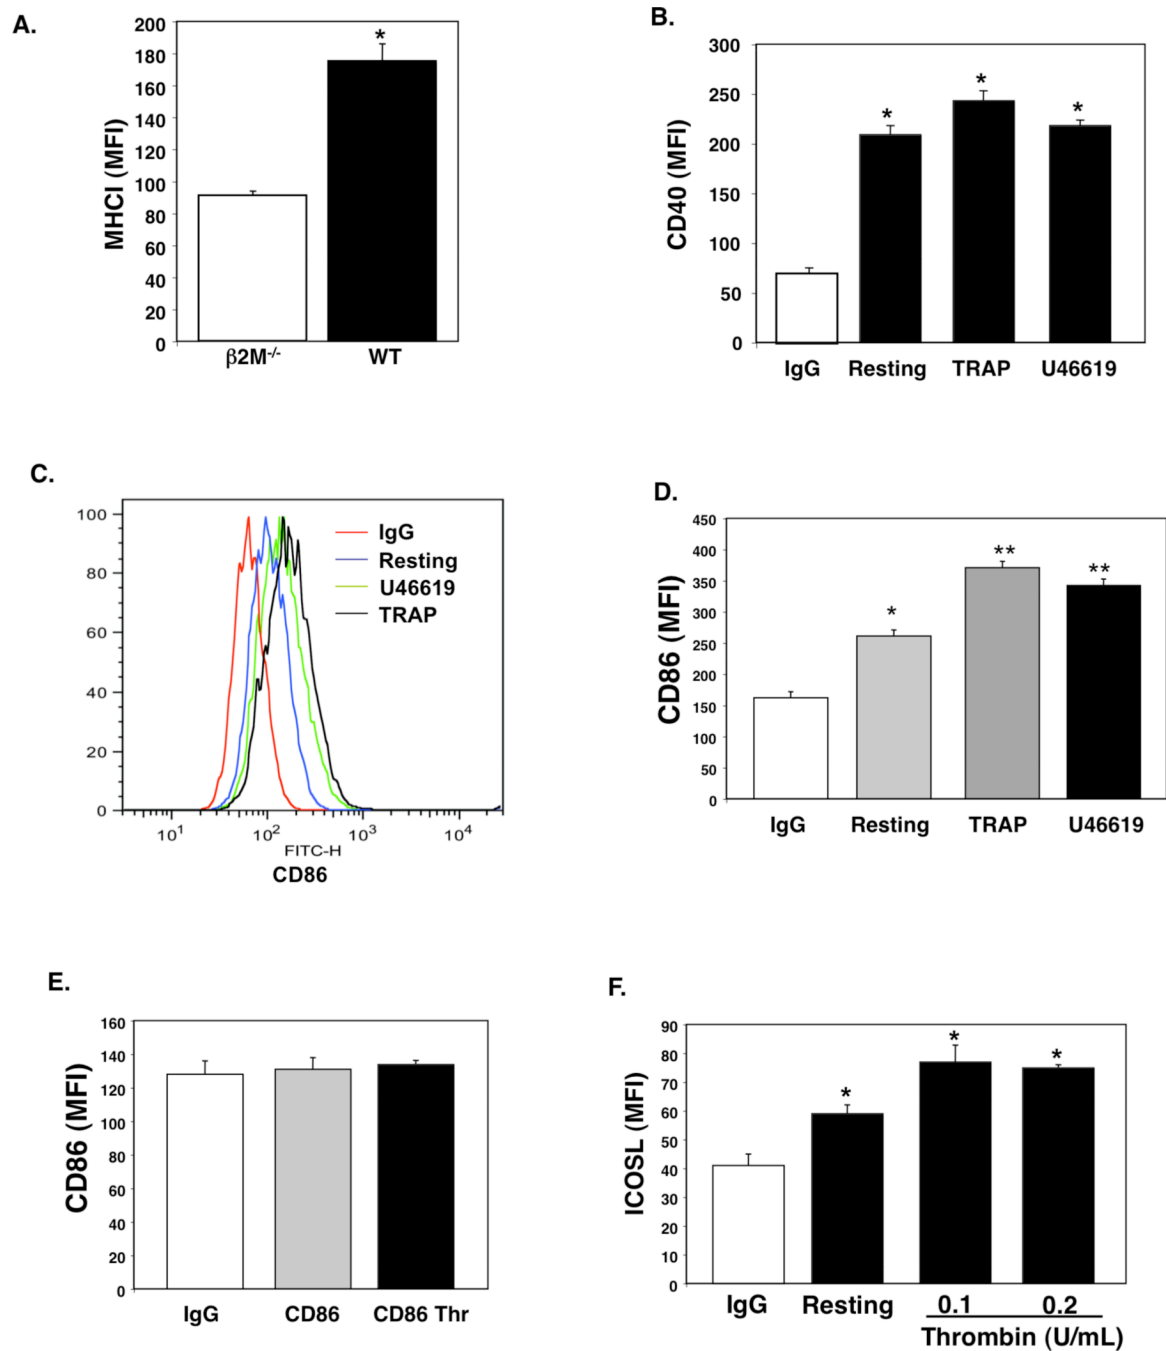 A.
MHCI (MFI)
200
180
160
140
120
100
80
60
40
20
0
*
β2M-/-
WT
B.
CD40 (MFI)
300
250
200
150
100
50
0
*
*
*
IgG
Resting
TRAP
U46619
C.
100
80
60
40
20
0
IgG
Resting
U46619
TRAP
10¹
10²
10³
10⁴
FITC-H
CD86
D.
CD86 (MFI)
450
400
350
300
250
200
150
100
50
0
*
**
**
IgG
Resting
TRAP
U46619
E.
CD86 (MFI)
160
140
120
100
80
60
40
20
0
IgG
CD86
CD86 Thr
F.
ICOSL (MFI)
90
80
70
60
50
40
30
20
10
0
*
*
*
IgG
Resting
0.1
0.2
Thrombin (U/mL)